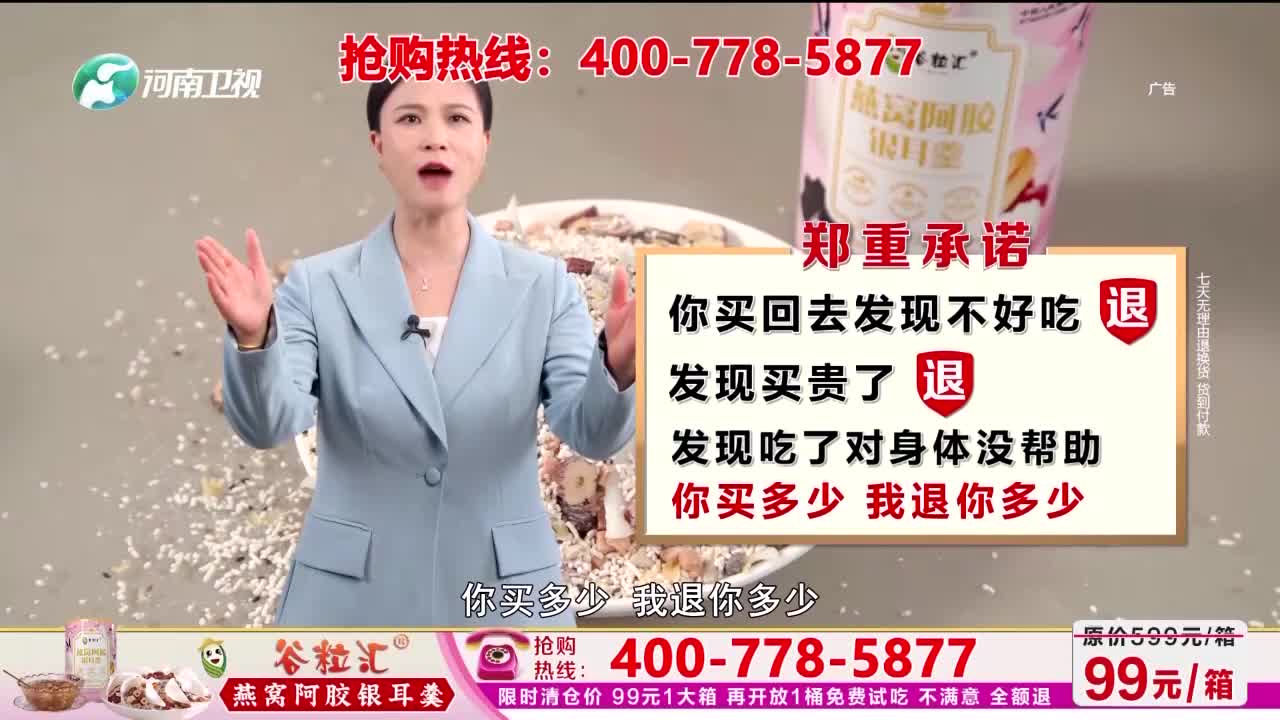 抢购热线：400-778-5877
河南卫视
广告
谷粒汇
燕窝阿胶
银耳羹
郑重承诺
你买回去发现不好吃 退
发现买贵了 退
发现吃了对身体没帮助
你买多少 我退你多少
七天无理由退换货 货到付款
你买多少 我退你多少
谷粒汇®
燕窝阿胶银耳羹
抢购
热线：
400-778-5877
限时清仓价 99元1大箱 再开放1桶免费试吃 不满意 全额退
原价599元/箱
99元/箱